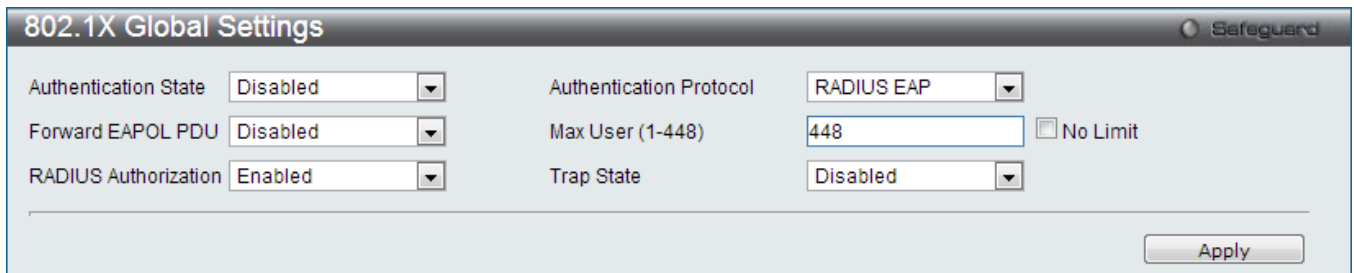 802.1X Global Settings Safeguard
Authentication State Disabled Authentication Protocol RADIUS EAP
Forward EAPOL PDU Disabled Max User (1-448) 448 No Limit
RADIUS Authorization Enabled Trap State Disabled
Apply